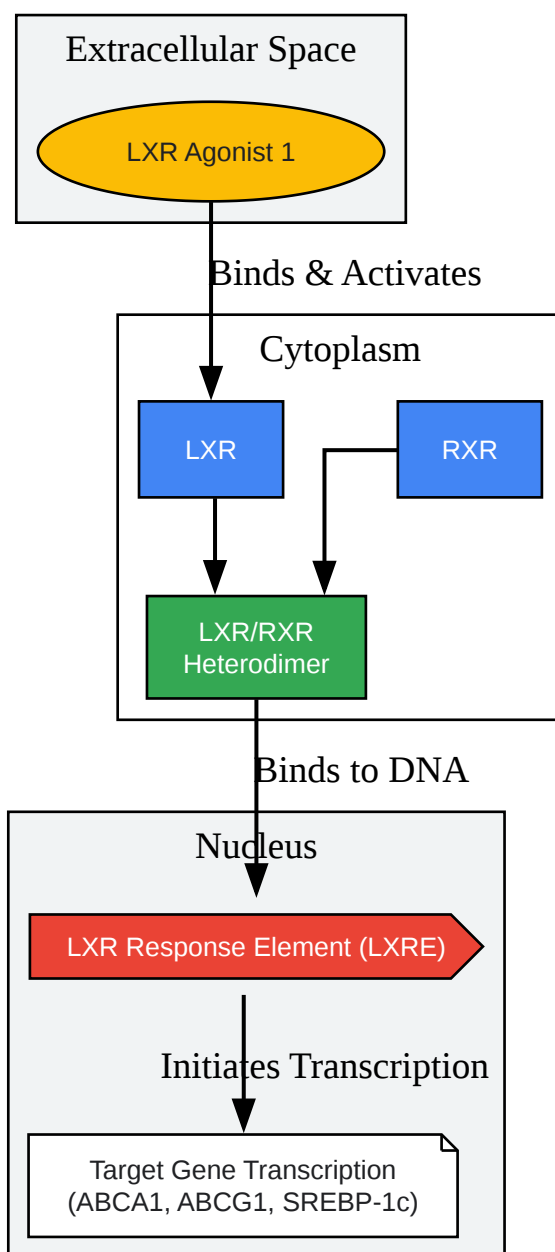 Extracellular Space
LXR Agonist 1
Binds & Activates
Cytoplasm
LXR
RXR
LXR/RXR
Heterodimer
Binds to DNA
Nucleus
LXR Response Element (LXRE)
Initiates Transcription
Target Gene Transcription
(ABCA1, ABCG1, SREBP-1c)